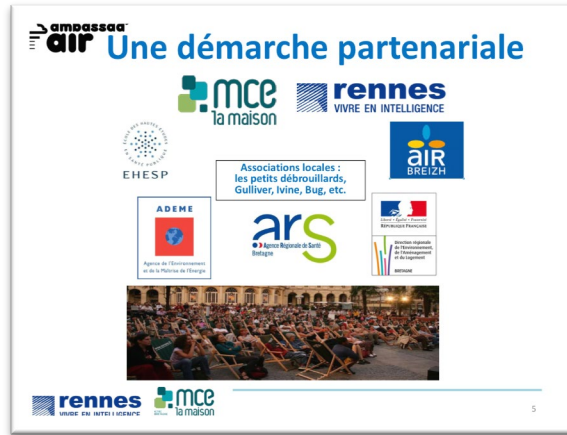 ambassad'
air
Une démarche partenariale
mce
la maison
rennes
VIVRE EN INTELLIGENCE
EHESP
Associations locales :
les petits débrouillards,
Gulliver, Ivine, Bug, etc.
aiR
BREIZH
ADEME
Agence de l'Environnement
et de la Maîtrise de l'Energie
ars
Agence Régionale de Santé
Bretagne
Liberté • Égalité • Fraternité
RÉPUBLIQUE FRANÇAISE
Direction régionale
de l'Environnement,
de l'Aménagement
et du Logement
BRETAGNE
rennes
VIVRE EN INTELLIGENCE
mce
la maison
5